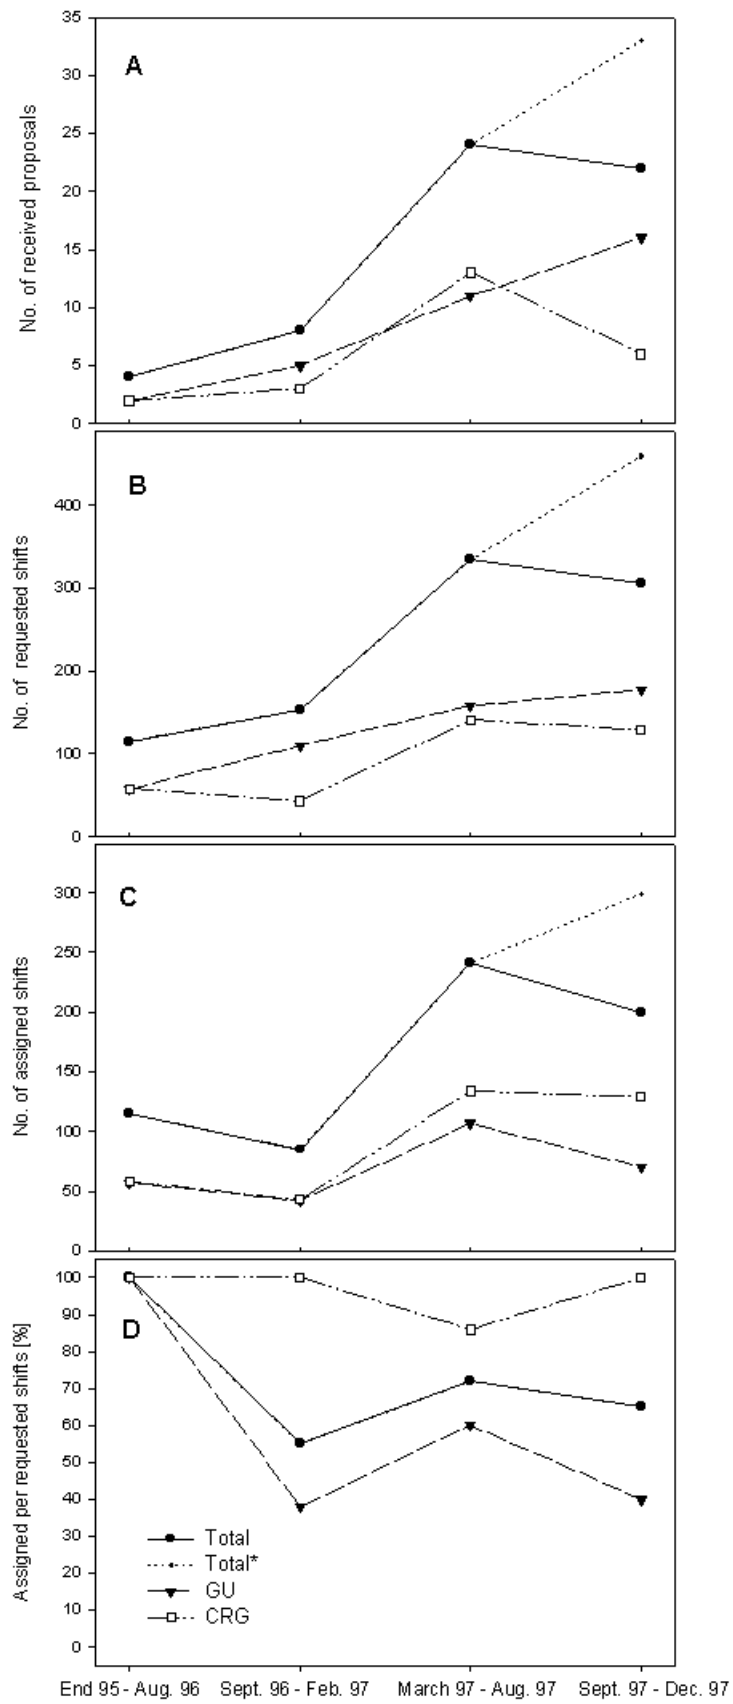 35
A
30
25
20
15
10
5
0
No. of received proposals
B
400
300
200
100
0
No. of requested shifts
C
300
250
200
150
100
50
0
No. of assigned shifts
100
90
D
80
70
60
50
40
30
20
10
0
Assigned per requested shifts [%]
Total
Total*
GU
CRG
End 95 - Aug. 96 Sept. 96 - Feb. 97 March 97 - Aug. 97 Sept. 97 - Dec. 97